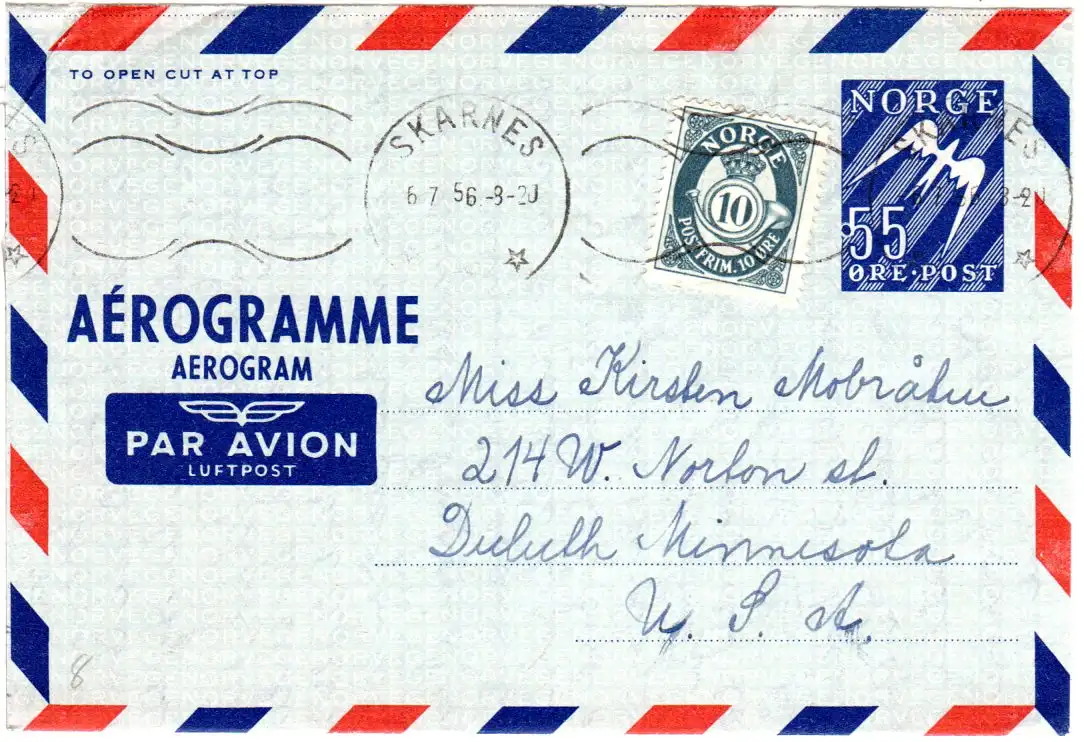 TO OPEN CUT AT TOP
SKARNES
6 7 56.-8-20
NORGE
10
POSTFRIM. 10 ØRE
NORGE
55
ØRE·POST
AÉROGRAMME
AEROGRAM
PAR AVION
LUFTPOST
Miss Kirsten Mobråten
214 W. Norton st.
Duluth Minnesota
U. S. A.
8